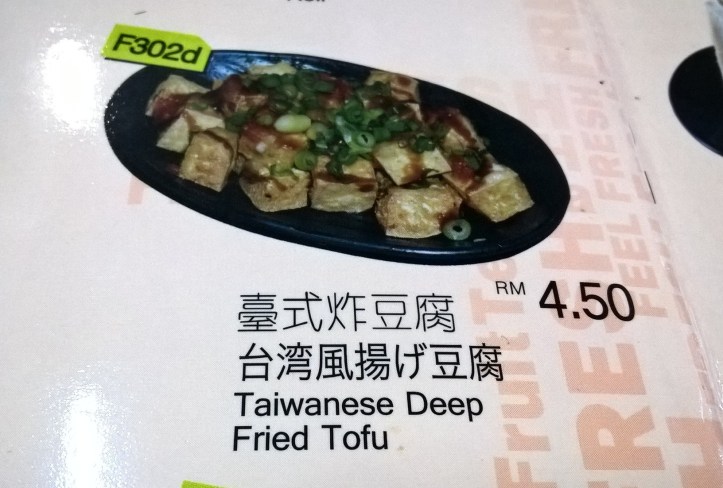 F302d
臺式炸豆腐
RM 4.50
台湾風揚げ豆腐
Taiwanese Deep
Fried Tofu